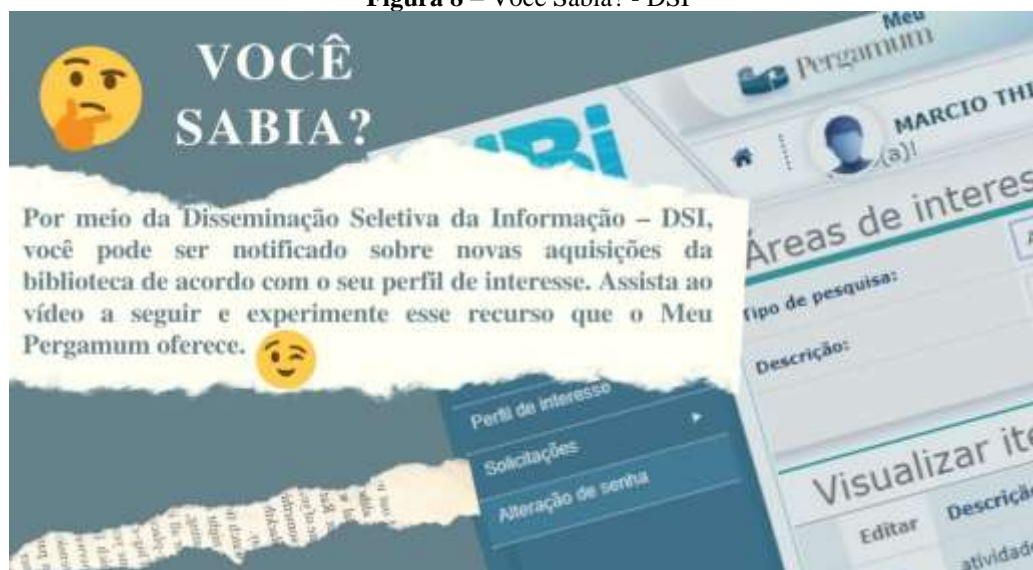 Figura 8 – Você Sabia? - DSI
VOCÊ
SABIA?
Por meio da Disseminação Seletiva da Informação – DSI,
você pode ser notificado sobre novas aquisições da
biblioteca de acordo com o seu perfil de interesse. Assista ao
vídeo a seguir e experimente esse recurso que o Meu
Pergamum oferece.
Meu
Pergamum
MARCIO THI
(a)!
Áreas de interes
Tipo de pesquisa:
Descrição:
Perfil de interesse
Solicitações
Alteração de senha
Visualizar ite
Editar Descriçã
atividade